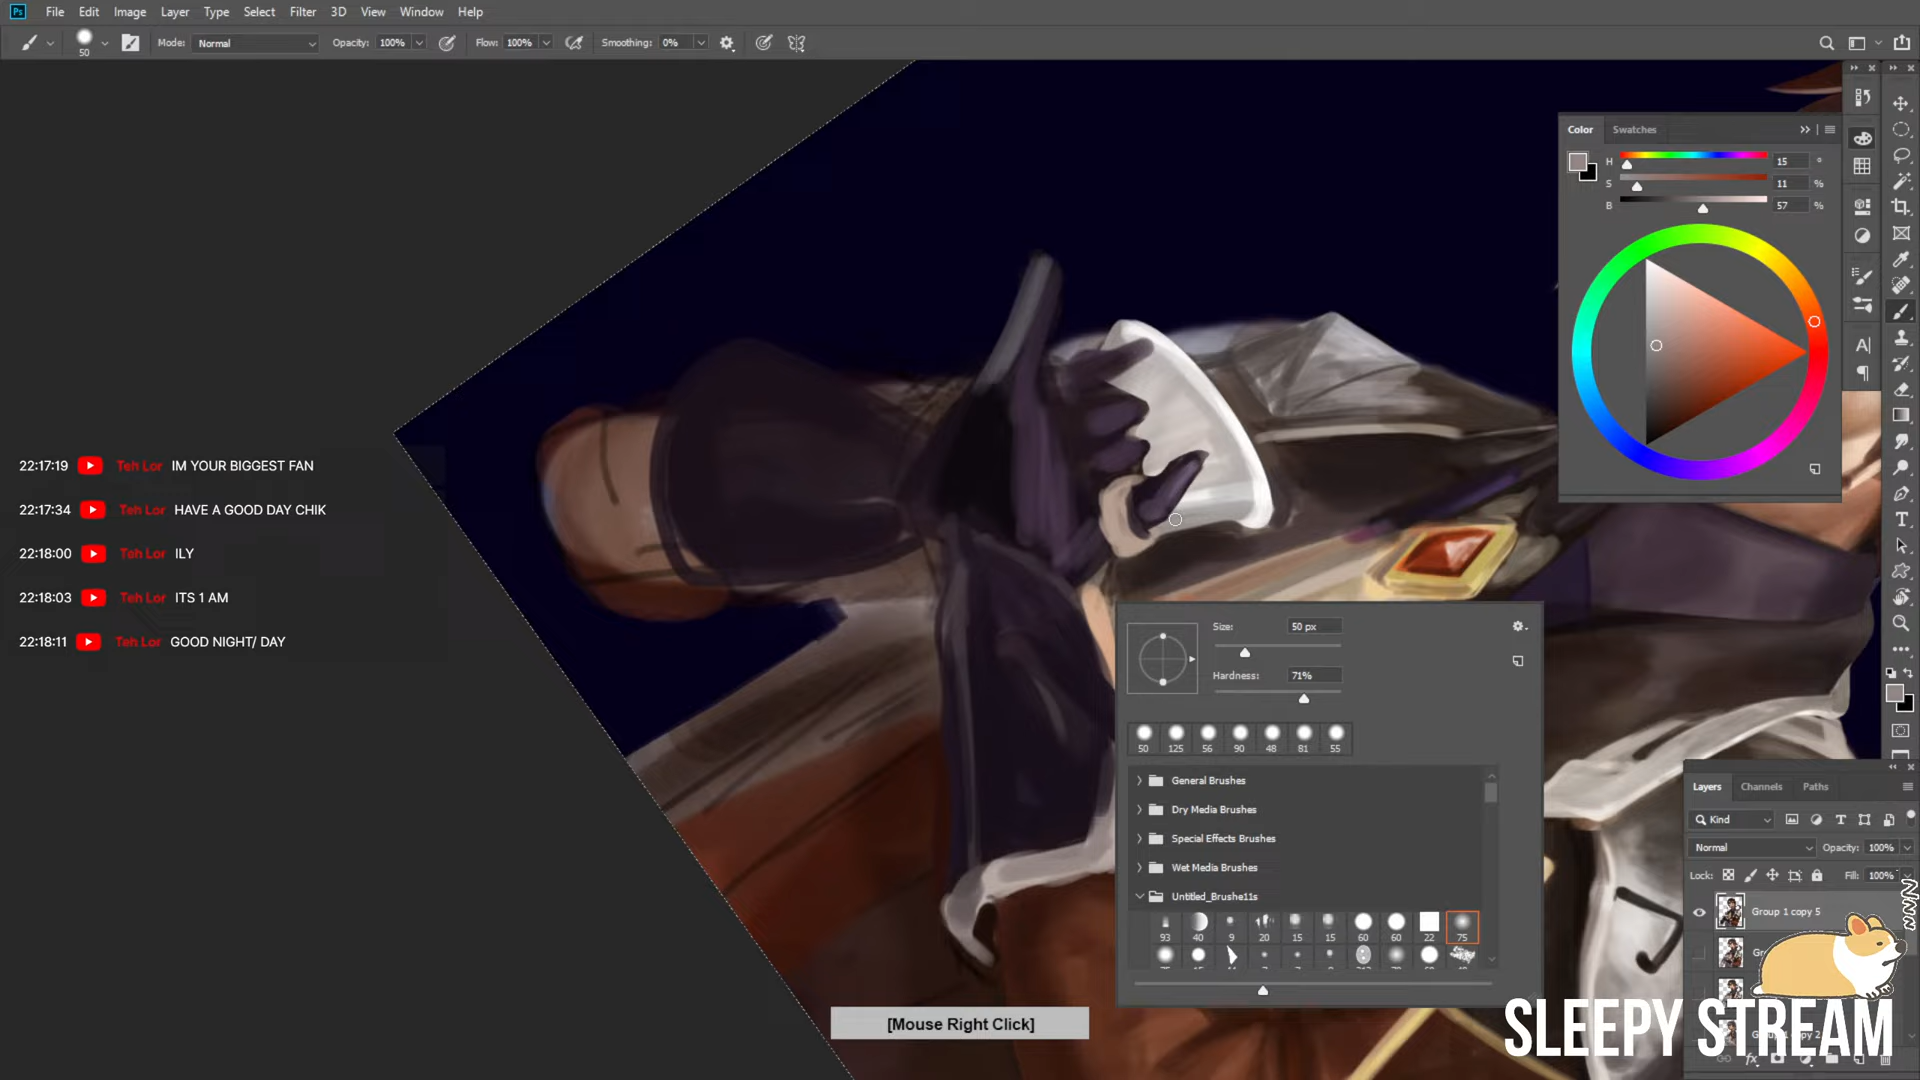 Ps File Edit Image Layer Type Select Filter 3D View Window Help
50 Mode: Normal Opacity: 100% Flow: 100% Smoothing: 0%
Color Swatches
H 15 °
S 11 %
B 57 %
22:17:19 Teh Lor IM YOUR BIGGEST FAN
22:17:34 Teh Lor HAVE A GOOD DAY CHIK
22:18:00 Teh Lor ILY
22:18:03 Teh Lor ITS 1 AM
22:18:11 Teh Lor GOOD NIGHT/ DAY
Size: 50 px
Hardness: 71%
50 125 56 90 48 81 55
General Brushes
Dry Media Brushes
Special Effects Brushes
Wet Media Brushes
Untitled_Brushe11s
93 40 9 20 15 15 60 60 22 75
Layers Channels Paths
Kind
Normal Opacity: 100%
Lock: Fill: 100%
Group 1 copy 5
[Mouse Right Click]
SLEEPY STREAM